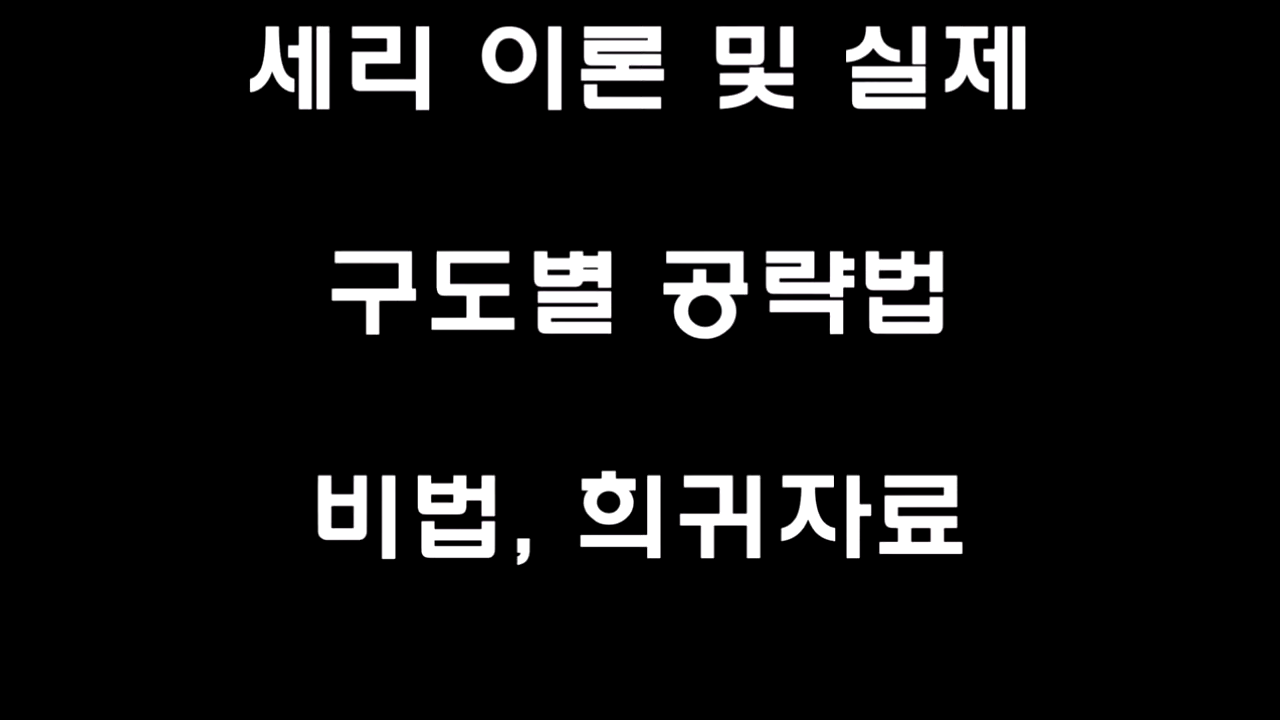 세리 이론 및 실제
구도별 공략법
비법, 희귀자료